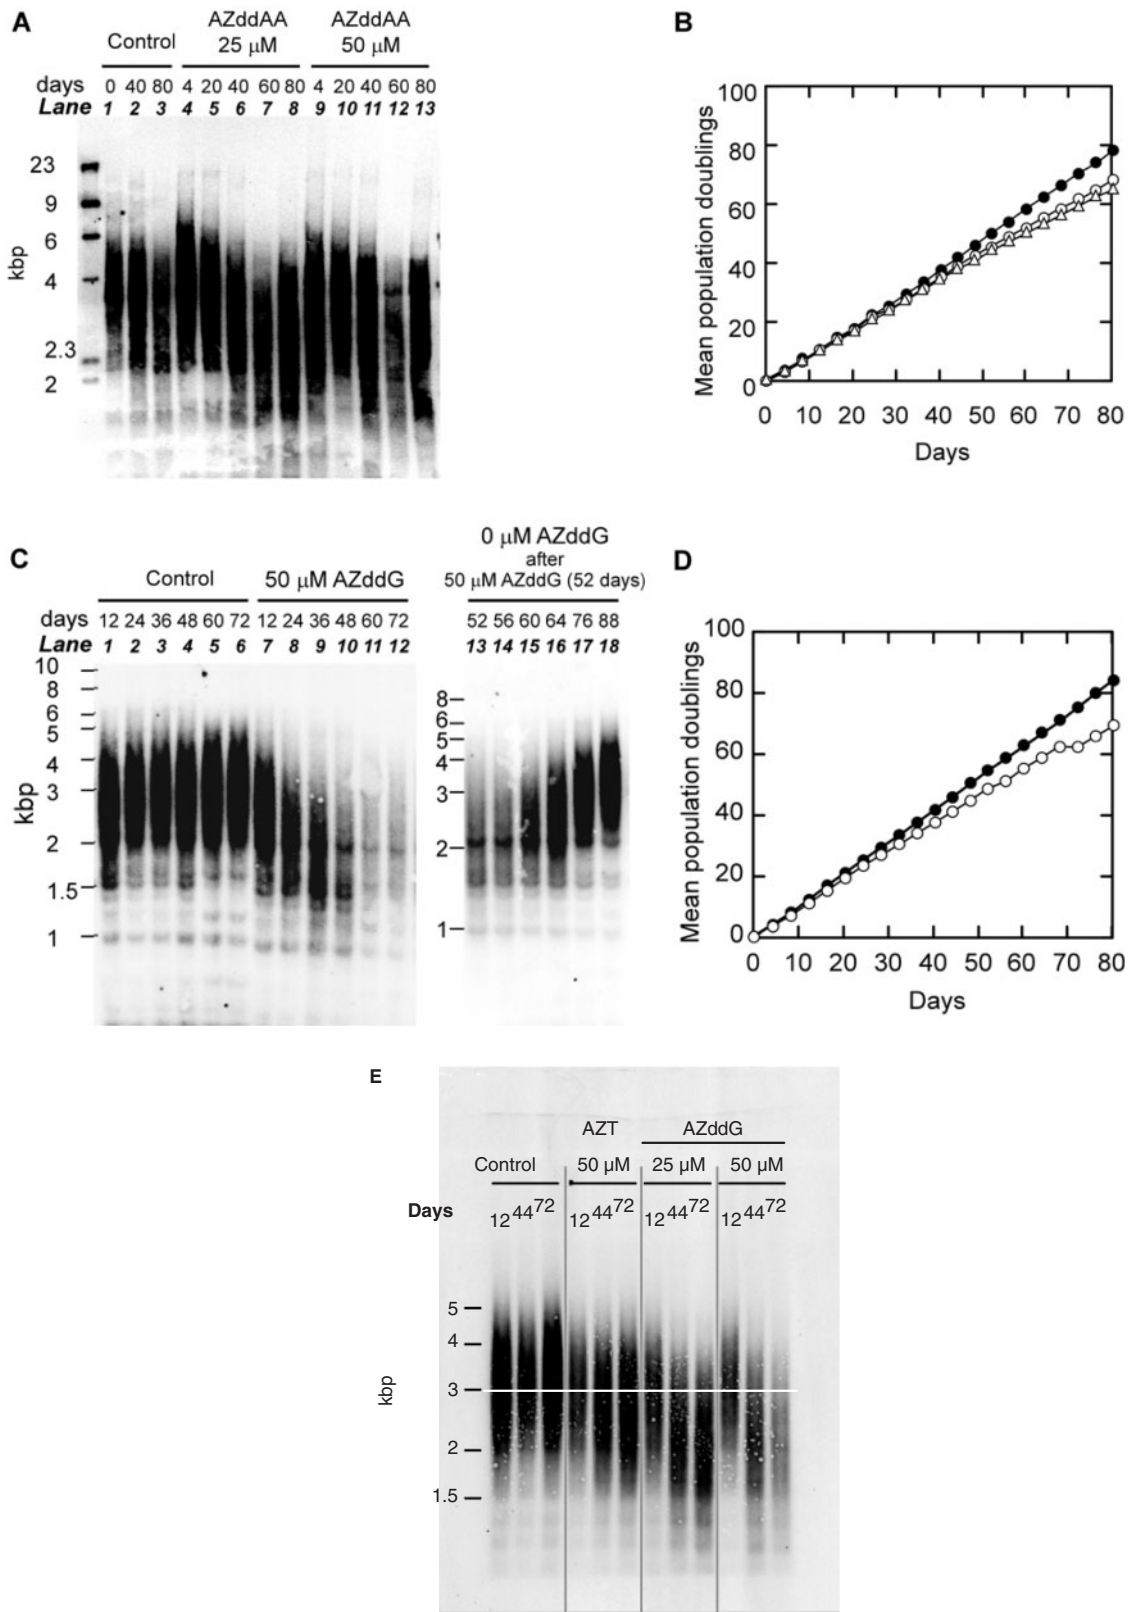 A
Control
AZddAA
25 µM
AZddAA
50 µM
days 0 40 80 4 20 40 60 80 4 20 40 60 80
Lane 1 2 3 4 5 6 7 8 9 10 11 12 13
23
9
6
4
2.3
2
kbp
B
Mean population doublings
100
80
60
40
20
0
0 10 20 30 40 50 60 70 80
Days
C
Control
50 µM AZddG
0 µM AZddG
after
50 µM AZddG (52 days)
days 12 24 36 48 60 72 12 24 36 48 60 72 52 56 60 64 76 88
Lane 1 2 3 4 5 6 7 8 9 10 11 12 13 14 15 16 17 18
10
8
6
5
4
3
2
1.5
1
kbp
8
6
5
4
3
2
1
D
Mean population doublings
100
80
60
40
20
0
0 10 20 30 40 50 60 70 80
Days
E
AZT AZddG
Control 50 µM 25 µM 50 µM
Days 12 44 72 12 44 72 12 44 72 12 44 72
5
4
3
2
1.5
kbp